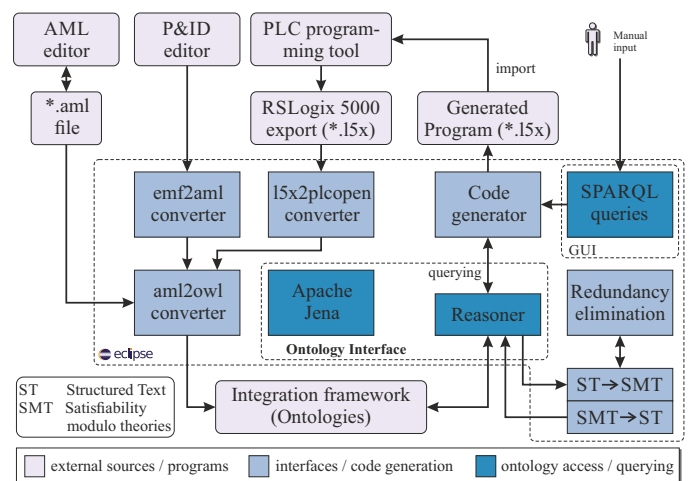 AML
editor
P&ID
editor
PLC program-
ming tool
Manual
input
import
*.aml
file
RSLogix 5000
export (*.l5x)
Generated
Program (*.l5x)
emf2aml
converter
l5x2plcopen
converter
Code
generator
SPARQL
queries
GUI
querying
aml2owl
converter
Apache
Jena
Reasoner
Redundancy
elimination
eclipse
Ontology Interface
ST Structured Text
SMT Satisfiability
modulo theories
Integration framework
(Ontologies)
ST→SMT
SMT→ST
external sources / programs
interfaces / code generation
ontology access / querying